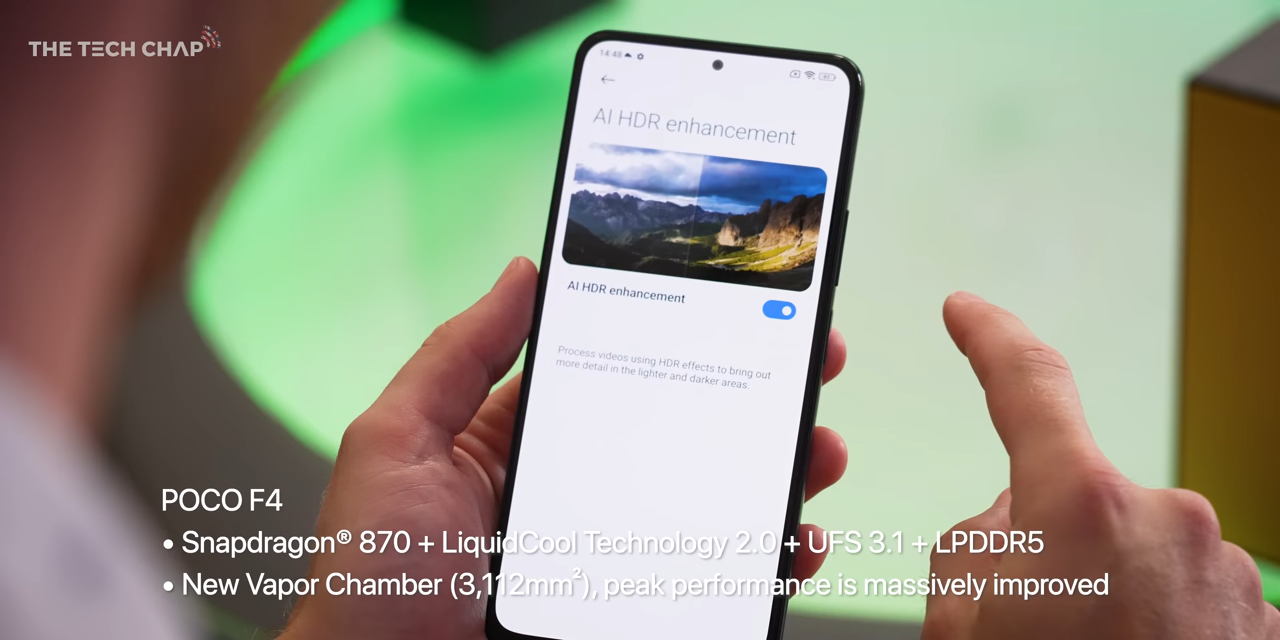 THE TECH CHAP
14:48
AI HDR enhancement
AI HDR enhancement
Process videos using HDR effects to bring out
more detail in the lighter and darker areas.
POCO F4
• Snapdragon® 870 + LiquidCool Technology 2.0 + UFS 3.1 + LPDDR5
• New Vapor Chamber (3,112mm²), peak performance is massively improved